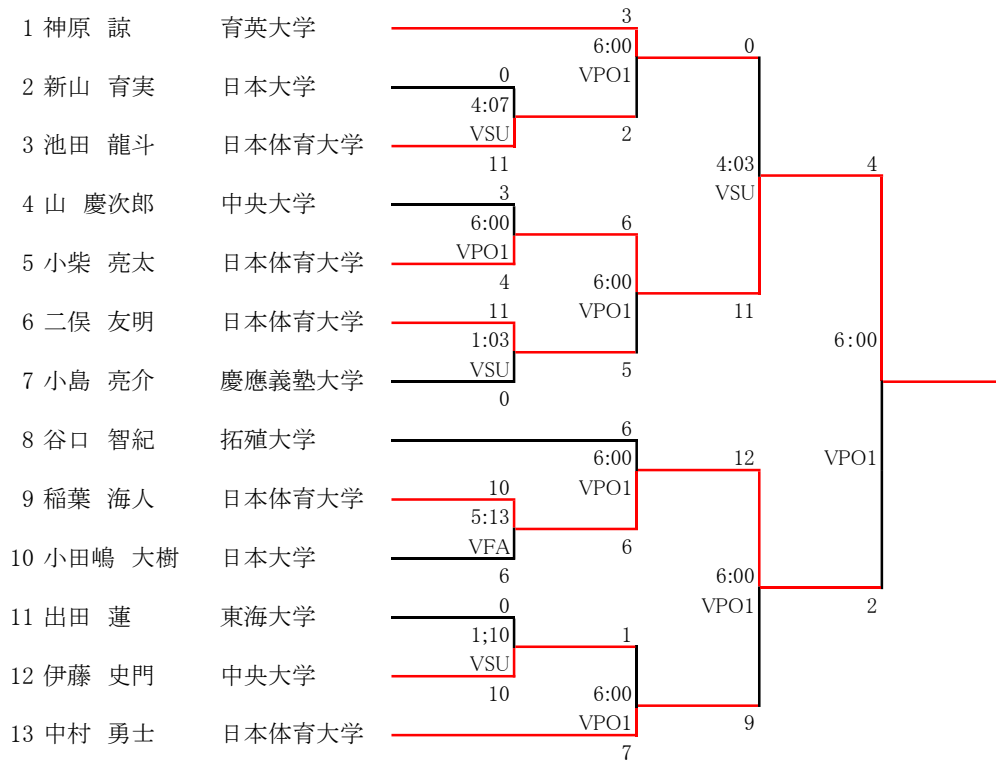 3
1 神原 諒 育英大学
6:00 0
VPO1
0
2 新山 育実 日本大学
4:07
VSU 2
3 池田 龍斗 日本体育大学
11 4:03 4
3 VSU
4 山 慶次郎 中央大学
6:00 6
VPO1
5 小柴 亮太 日本体育大学
4 6:00
11 VPO1 11
6 二俣 友明 日本体育大学
1:03 6:00
VSU 5
7 小島 亮介 慶應義塾大学
0
6
8 谷口 智紀 拓殖大学
6:00 12 VPO1
10 VPO1
9 稲葉 海人 日本体育大学
5:13
VFA 6
10 小田嶋 大樹 日本大学
6 6:00
0 VPO1 2
11 出田 蓮 東海大学
1;10 1
VSU
12 伊藤 史門 中央大学
10 6:00
VPO1 9
13 中村 勇士 日本体育大学
7